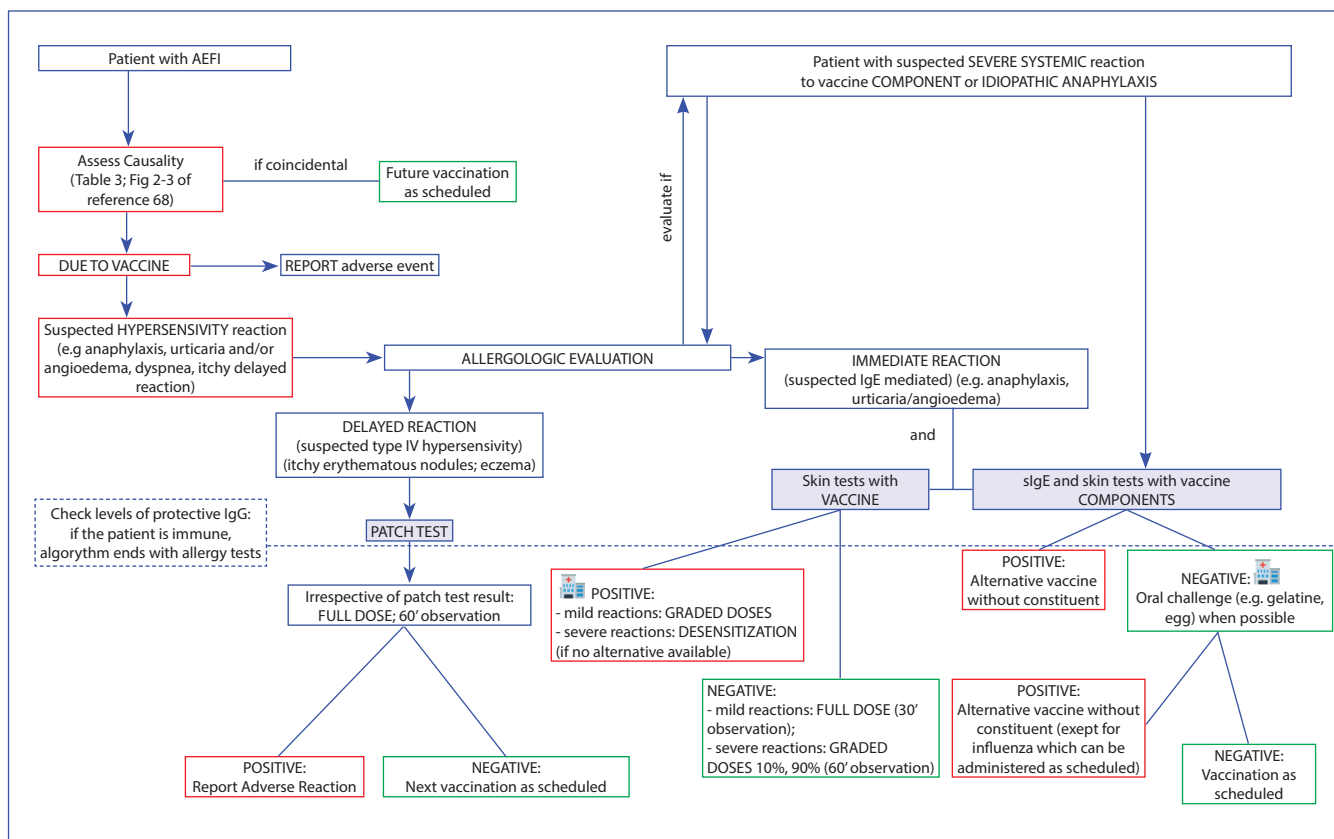 Patient with AEFI
Patient with suspected SEVERE SYSTEMIC reaction
to vaccine COMPONENT or IDIOPATHIC ANAPHYLAXIS
Assess Causality
(Table 3; Fig 2-3 of
reference 68)
if coincidental
Future vaccination
as scheduled
evaluate if
DUE TO VACCINE
REPORT adverse event
Suspected HYPERSENSIVITY reaction
(e.g anaphylaxis, urticaria and/or
angioedema, dyspnea, itchy delayed
reaction)
ALLERGOLOGIC EVALUATION
IMMEDIATE REACTION
(suspected IgE mediated) (e.g. anaphylaxis,
urticaria/angioedema)
DELAYED REACTION
(suspected type IV hypersensivity)
(itchy erythematous nodules; eczema)
and
Skin tests with
VACCINE
sIgE and skin tests with vaccine
COMPONENTS
Check levels of protective IgG:
if the patient is immune,
algorythm ends with allergy tests
PATCH TEST
Irrespective of patch test result:
FULL DOSE; 60' observation
POSITIVE:
- mild reactions: GRADED DOSES
- severe reactions: DESENSITIZATION
(if no alternative available)
POSITIVE:
Alternative vaccine
without constituent
NEGATIVE:
Oral challenge (e.g. gelatine,
egg) when possible
NEGATIVE:
- mild reactions: FULL DOSE (30'
observation);
- severe reactions: GRADED
DOSES 10%, 90% (60' observation)
POSITIVE:
Alternative vaccine without
constituent (exept for
influenza which can be
administered as scheduled)
NEGATIVE:
Vaccination as
scheduled
POSITIVE:
Report Adverse Reaction
NEGATIVE:
Next vaccination as scheduled